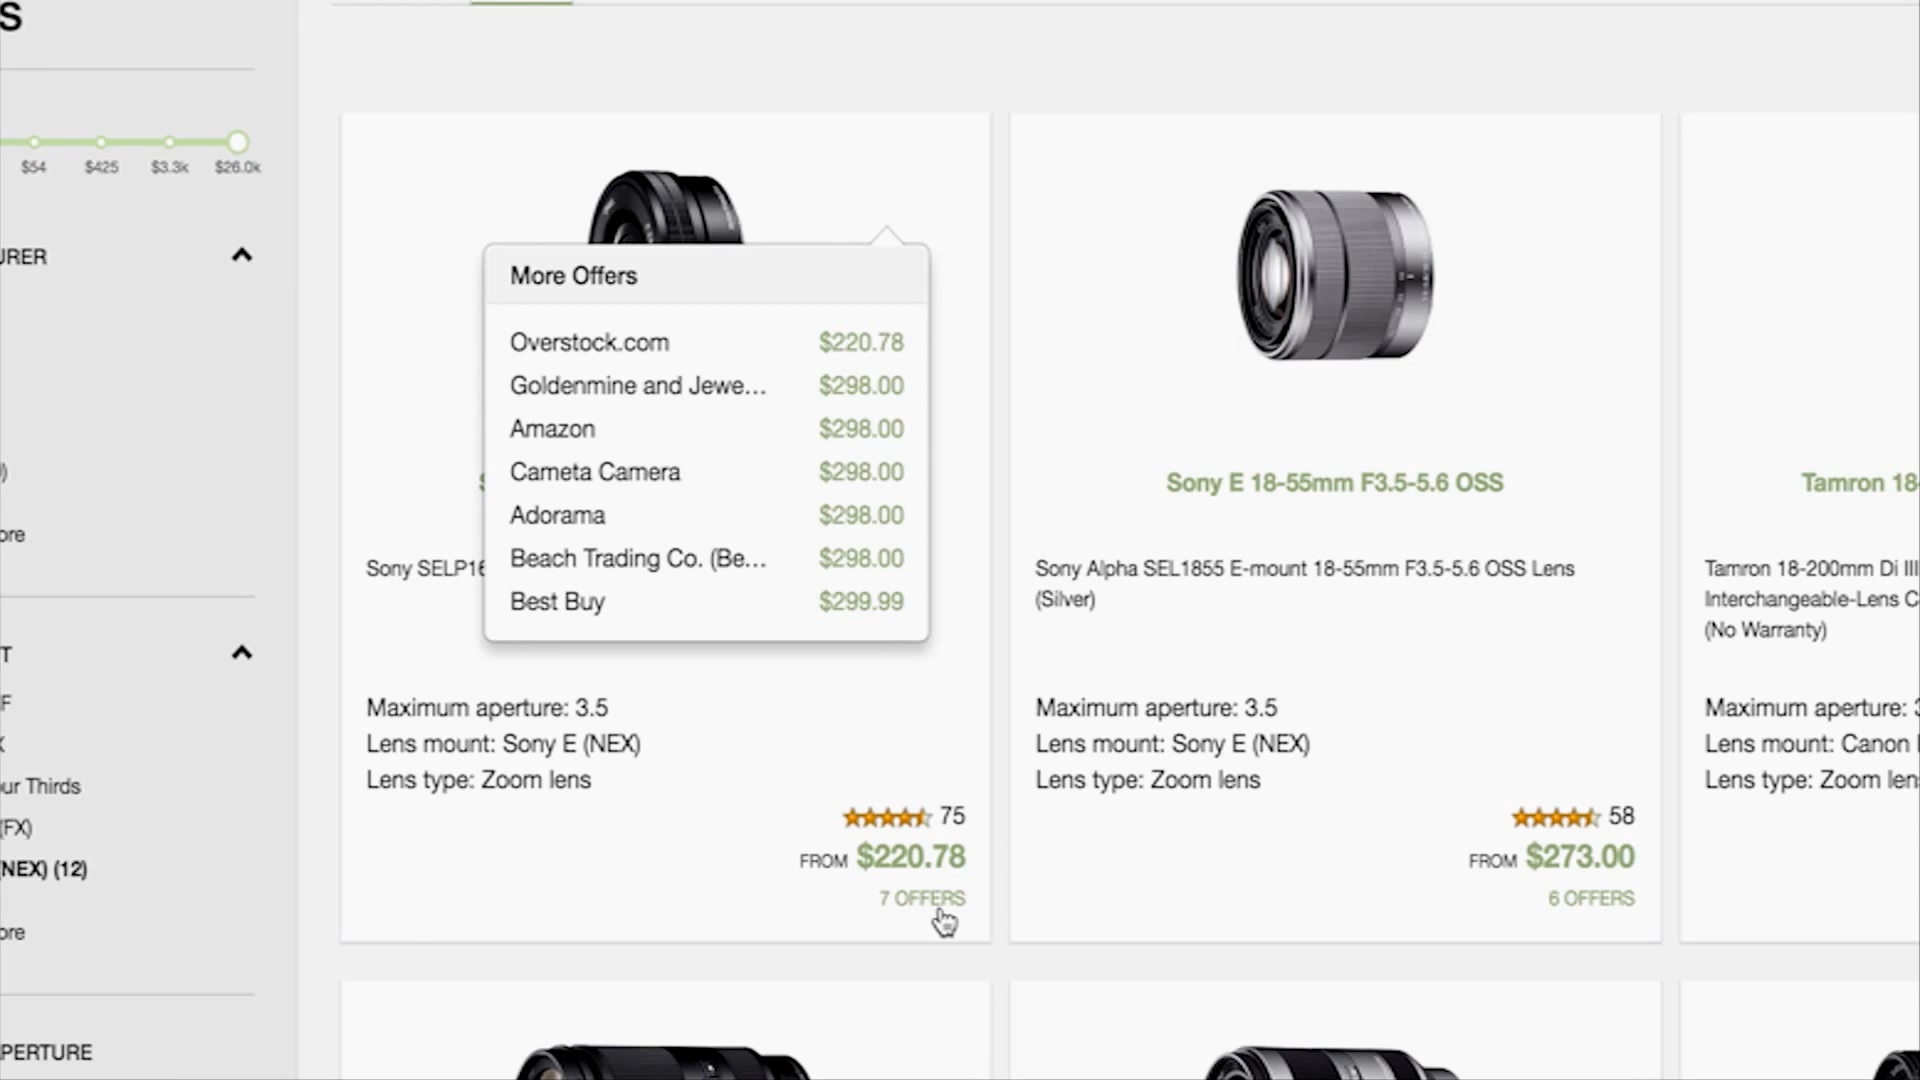 S
$54 $425 $3.3k $26.0k
URER
)
ore
T
F
ur Thirds
(FX)
(NEX) (12)
ore
PERTURE
More Offers
Overstock.com $220.78
Goldenmine and Jewe... $298.00
Amazon $298.00
Cameta Camera $298.00
Adorama $298.00
Beach Trading Co. (Be... $298.00
Best Buy $299.99
Sony SELP16
Maximum aperture: 3.5
Lens mount: Sony E (NEX)
Lens type: Zoom lens
75
FROM $220.78
7 OFFERS
Sony E 18-55mm F3.5-5.6 OSS
Sony Alpha SEL1855 E-mount 18-55mm F3.5-5.6 OSS Lens
(Silver)
Maximum aperture: 3.5
Lens mount: Sony E (NEX)
Lens type: Zoom lens
58
FROM $273.00
6 OFFERS
Tamron 18-
Tamron 18-200mm Di III
Interchangeable-Lens C
(No Warranty)
Maximum aperture: 3
Lens mount: Canon
Lens type: Zoom len